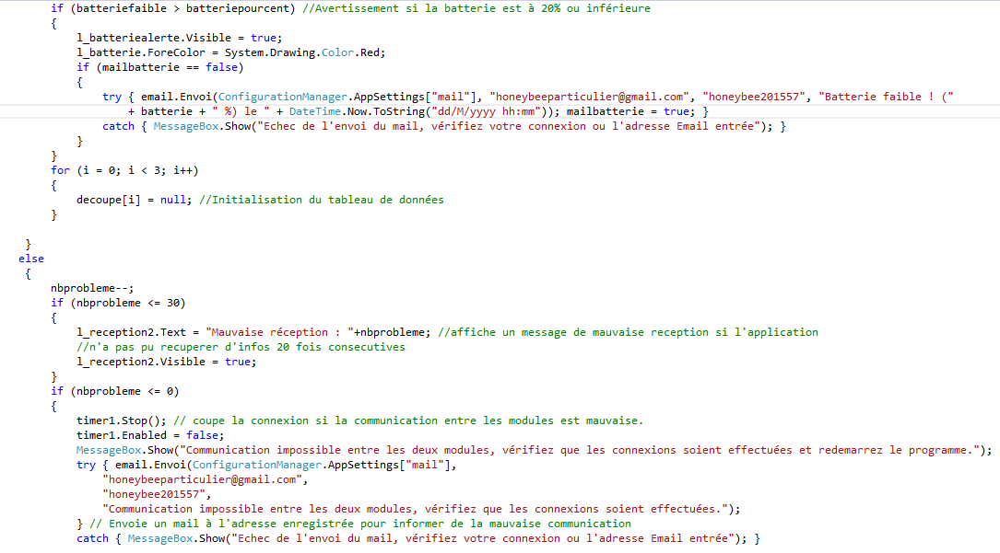 if (batteriefaible > batteriepourcent) //Avertissement si la batterie est à 20% ou inférieure
{
l_batteriealerte.Visible = true;
l_batterie.ForeColor = System.Drawing.Color.Red;
if (mailbatterie == false)
{
try { email.Envoi(ConfigurationManager.AppSettings["mail"], "honeybeeparticulier@gmail.com", "honeybee201557", "Batterie faible ! ("
+ batterie + " %) le " + DateTime.Now.ToString("dd/M/yyyy hh:mm")); mailbatterie = true; }
catch { MessageBox.Show("Echec de l'envoi du mail, vérifiez votre connexion ou l'adresse Email entrée"); }
}
}
for (i = 0; i < 3; i++)
{
decoupe[i] = null; //Initialisation du tableau de données
}
}
else
{
nbprobleme--;
if (nbprobleme <= 30)
{
l_reception2.Text = "Mauvaise réception : "+nbprobleme; //affiche un message de mauvaise reception si l'application
//n'a pas pu recuperer d'infos 20 fois consecutives
l_reception2.Visible = true;
}
if (nbprobleme <= 0)
{
timer1.Stop(); // coupe la connexion si la communication entre les modules est mauvaise.
timer1.Enabled = false;
MessageBox.Show("Communication impossible entre les deux modules, vérifiez que les connexions soient effectuées et redemarrez le programme.");
try { email.Envoi(ConfigurationManager.AppSettings["mail"],
"honeybeeparticulier@gmail.com",
"honeybee201557",
"Communication impossible entre les deux modules, vérifiez que les connexions soient effectuées.");
} // Envoie un mail à l'adresse enregistrée pour informer de la mauvaise communication
catch { MessageBox.Show("Echec de l'envoi du mail, vérifiez votre connexion ou l'adresse Email entrée"); }